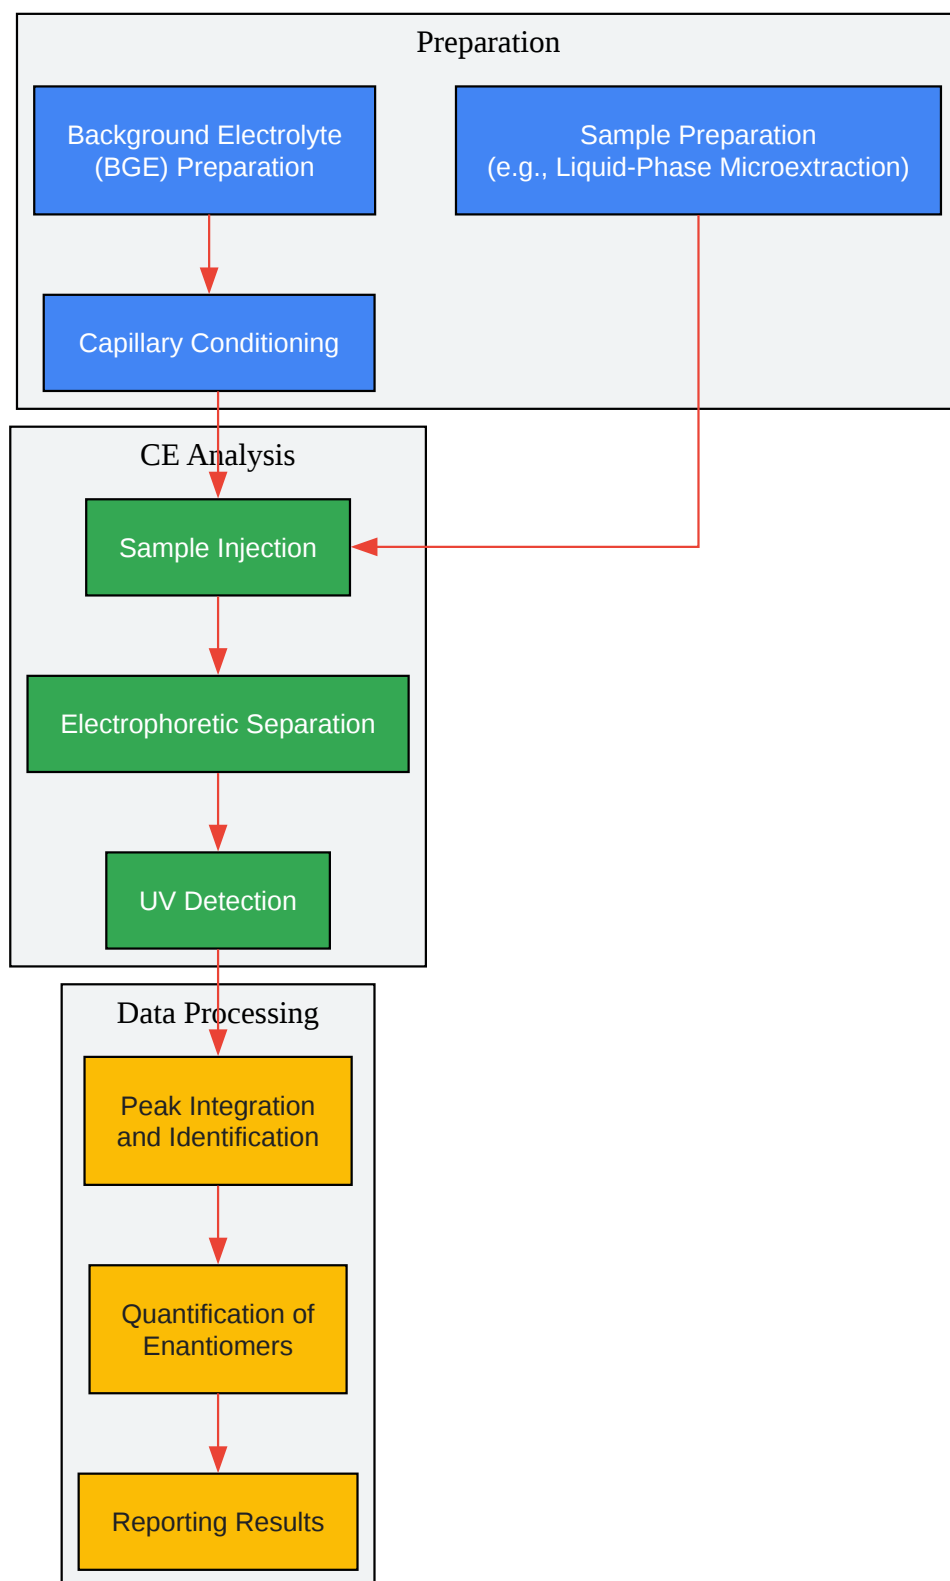 Preparation
Background Electrolyte
(BGE) Preparation
Sample Preparation
(e.g., Liquid-Phase Microextraction)
Capillary Conditioning
CE Analysis
Sample Injection
Electrophoretic Separation
UV Detection
Data Processing
Peak Integration
and Identification
Quantification of
Enantiomers
Reporting Results